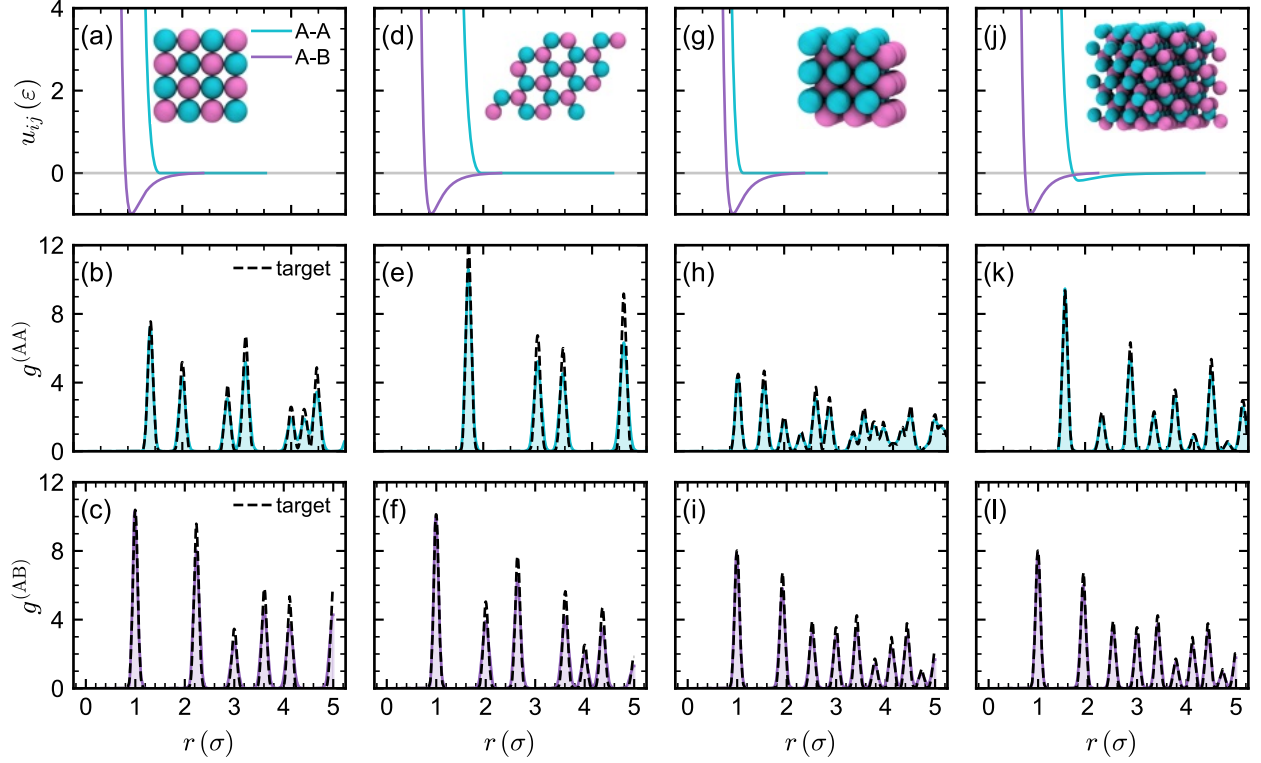 4
2
0
u_{ij} (ε)
(a)
A-A
A-B
(d)
(g)
(j)
12
8
4
0
g^{(AA)}
(b)
target
(e)
(h)
(k)
12
8
4
0
g^{(AB)}
(c)
target
(f)
(i)
(l)
0 1 2 3 4 5
0 1 2 3 4 5
0 1 2 3 4 5
0 1 2 3 4 5
r (σ)
r (σ)
r (σ)
r (σ)